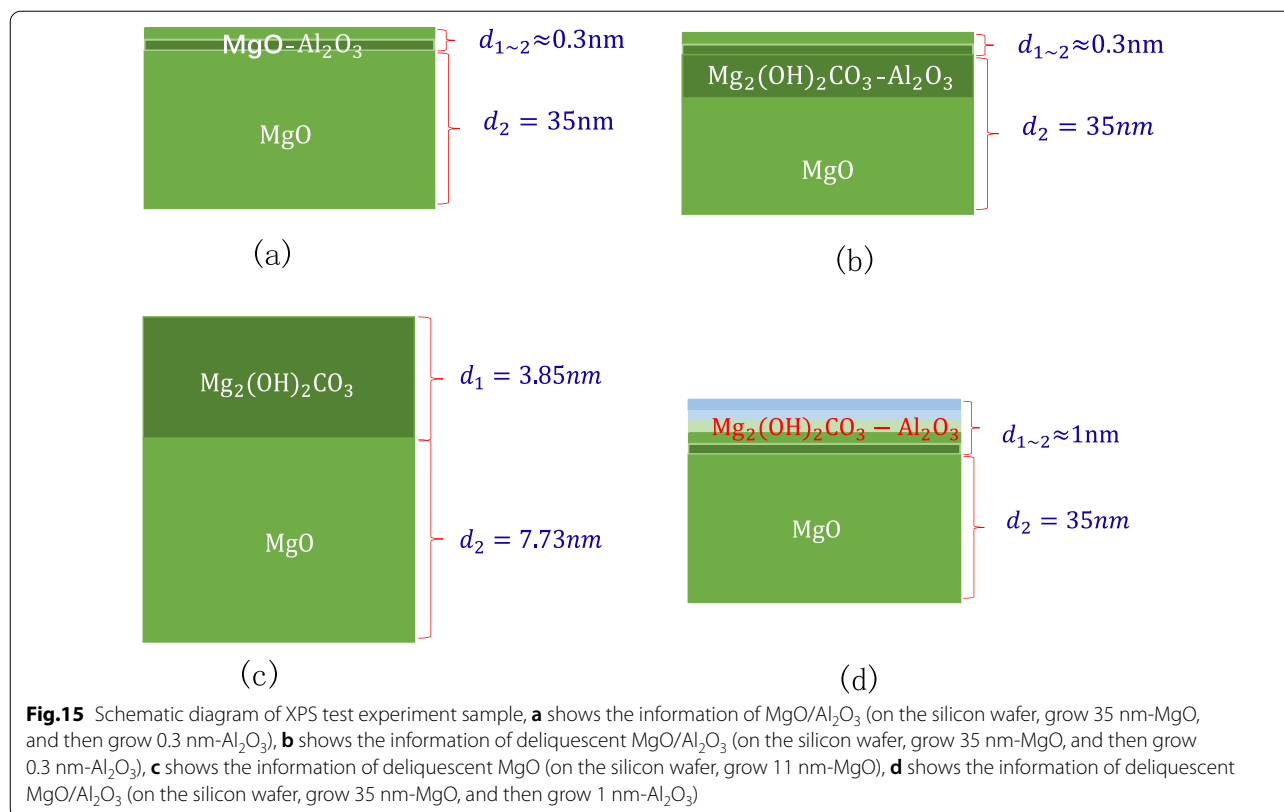 MgO-Al₂O₃
d₁~₂≈0.3nm
MgO
d₂ = 35nm
(a)
d₁~₂≈0.3nm
Mg₂(OH)₂CO₃-Al₂O₃
d₂ = 35nm
MgO
(b)
Mg₂(OH)₂CO₃
d₁ = 3.85nm
MgO
d₂ = 7.73nm
(c)
Mg₂(OH)₂CO₃ − Al₂O₃
d₁~₂≈1nm
MgO
d₂ = 35nm
(d)
Fig.15 Schematic diagram of XPS test experiment sample, a shows the information of MgO/Al₂O₃ (on the silicon wafer, grow 35 nm-MgO,
and then grow 0.3 nm-Al₂O₃), b shows the information of deliquescent MgO/Al₂O₃ (on the silicon wafer, grow 35 nm-MgO, and then grow
0.3 nm-Al₂O₃), c shows the information of deliquescent MgO (on the silicon wafer, grow 11 nm-MgO), d shows the information of deliquescent
MgO/Al₂O₃ (on the silicon wafer, grow 35 nm-MgO, and then grow 1 nm-Al₂O₃)